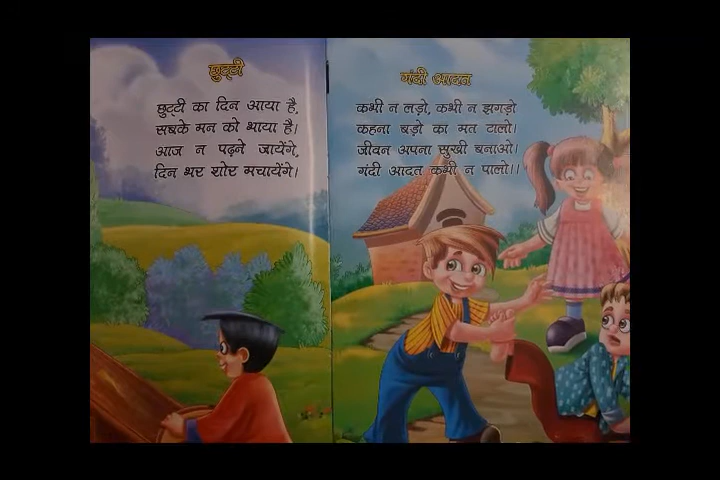 छुट्टी
छुट्टी का दिन आया है,
सबके मन को भाया है।
आज न पढ़ने जायेंगे,
दिन भर शोर मचायेंगे।
गंदी आदत
कभी न लड़ो, कभी न झगड़ो
कहना बड़ो का मत टालो।
जीवन अपना सुखी बनाओ।
गंदी आदत कभी न पालो।।